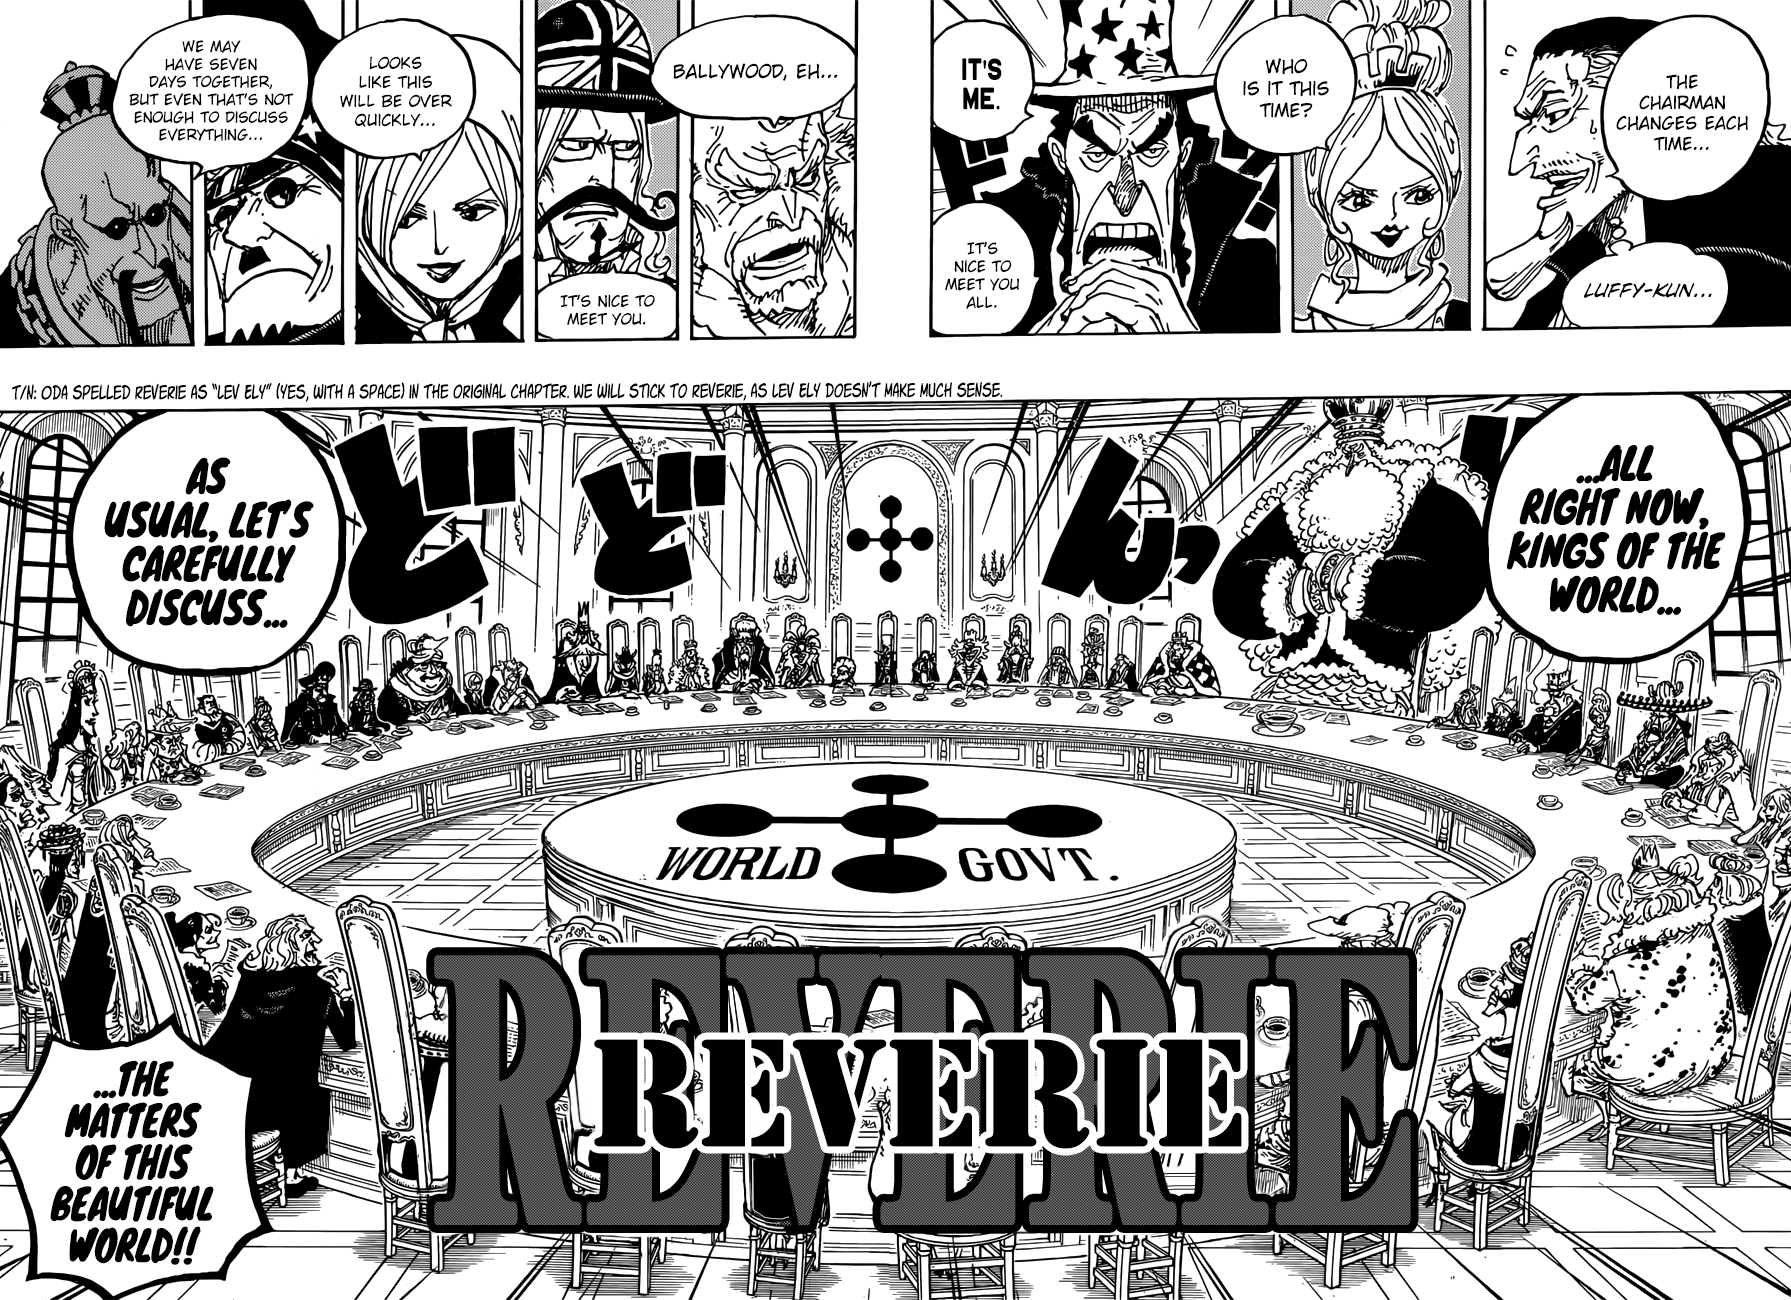 THE
CHAIRMAN
CHANGES EACH
TIME...
LUFFY-KUN...
WHO
IS IT THIS
TIME?
IT'S
ME.
IT'S
NICE TO
MEET YOU
ALL.
BALLYWOOD, EH...
IT'S NICE TO
MEET YOU.
LOOKS
LIKE THIS
WILL BE OVER
QUICKLY...
WE MAY
HAVE SEVEN
DAYS TOGETHER,
BUT EVEN THAT'S NOT
ENOUGH TO DISCUSS
EVERYTHING...
T/N: ODA SPELLED REVERIE AS "LEV ELY" (YES, WITH A SPACE) IN THE ORIGINAL CHAPTER. WE WILL STICK TO REVERIE, AS LEV ELY DOESN'T MAKE MUCH SENSE.
...ALL
RIGHT NOW,
KINGS OF THE
WORLD...
どどんっ
AS
USUAL, LET'S
CAREFULLY
DISCUSS...
WORLD GOVT.
...THE
MATTERS
OF THIS
BEAUTIFUL
WORLD!!
REVERIE
REVERIE